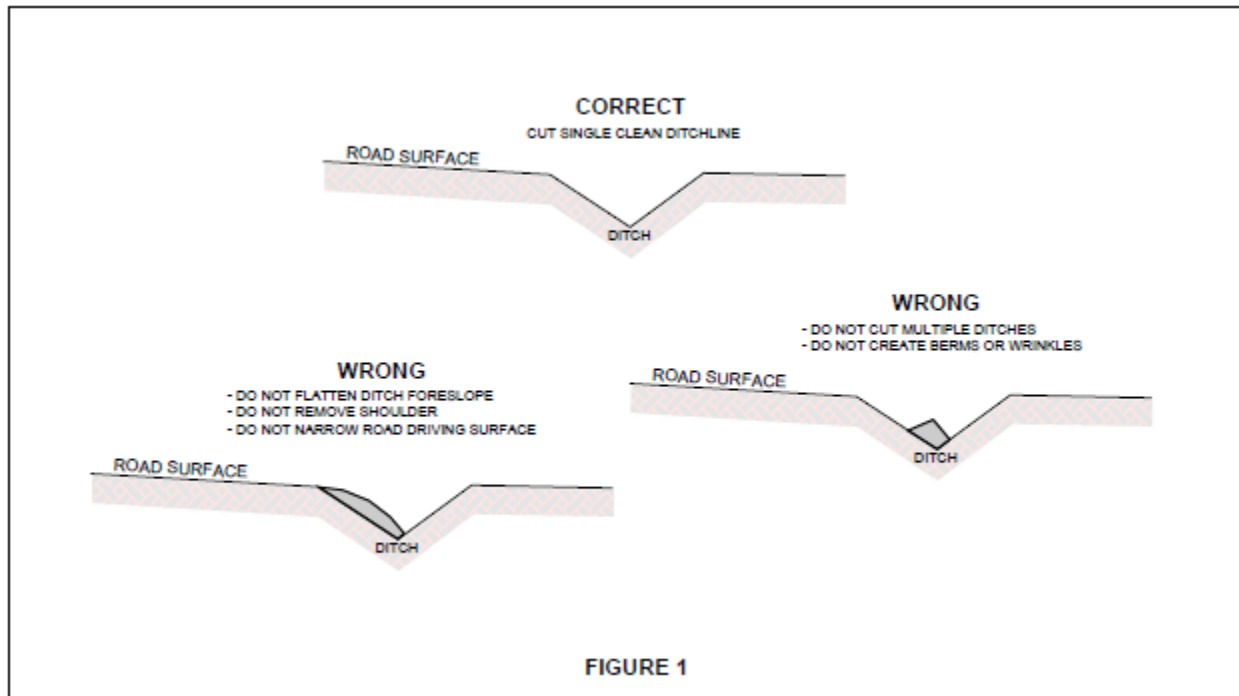 CORRECT
CUT SINGLE CLEAN DITCHLINE
ROAD SURFACE
DITCH
WRONG
- DO NOT CUT MULTIPLE DITCHES
- DO NOT CREATE BERMS OR WRINKLES
ROAD SURFACE
DITCH
WRONG
- DO NOT FLATTEN DITCH FORESLOPE
- DO NOT REMOVE SHOULDER
- DO NOT NARROW ROAD DRIVING SURFACE
ROAD SURFACE
DITCH
FIGURE 1